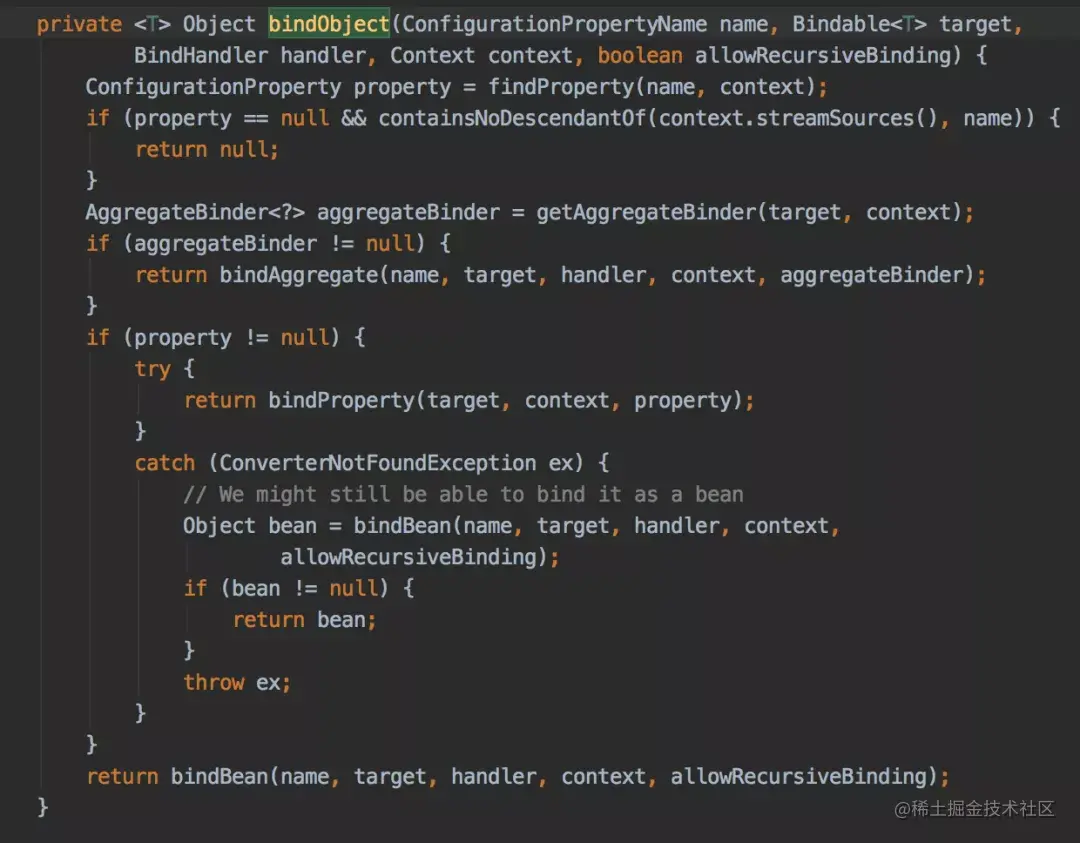 private <T> Object bindObject(ConfigurationPropertyName name, Bindable<T> target,
        BindHandler handler, Context context, boolean allowRecursiveBinding) {
    ConfigurationProperty property = findProperty(name, context);
    if (property == null && containsNoDescendantOf(context.streamSources(), name)) {
        return null;
    }
    AggregateBinder<?> aggregateBinder = getAggregateBinder(target, context);
    if (aggregateBinder != null) {
        return bindAggregate(name, target, handler, context, aggregateBinder);
    }
    if (property != null) {
        try {
            return bindProperty(target, context, property);
        }
        catch (ConverterNotFoundException ex) {
            // We might still be able to bind it as a bean
            Object bean = bindBean(name, target, handler, context,
                    allowRecursiveBinding);
            if (bean != null) {
                return bean;
            }
            throw ex;
        }
    }
    return bindBean(name, target, handler, context, allowRecursiveBinding);
}
@稀土掘金技术社区